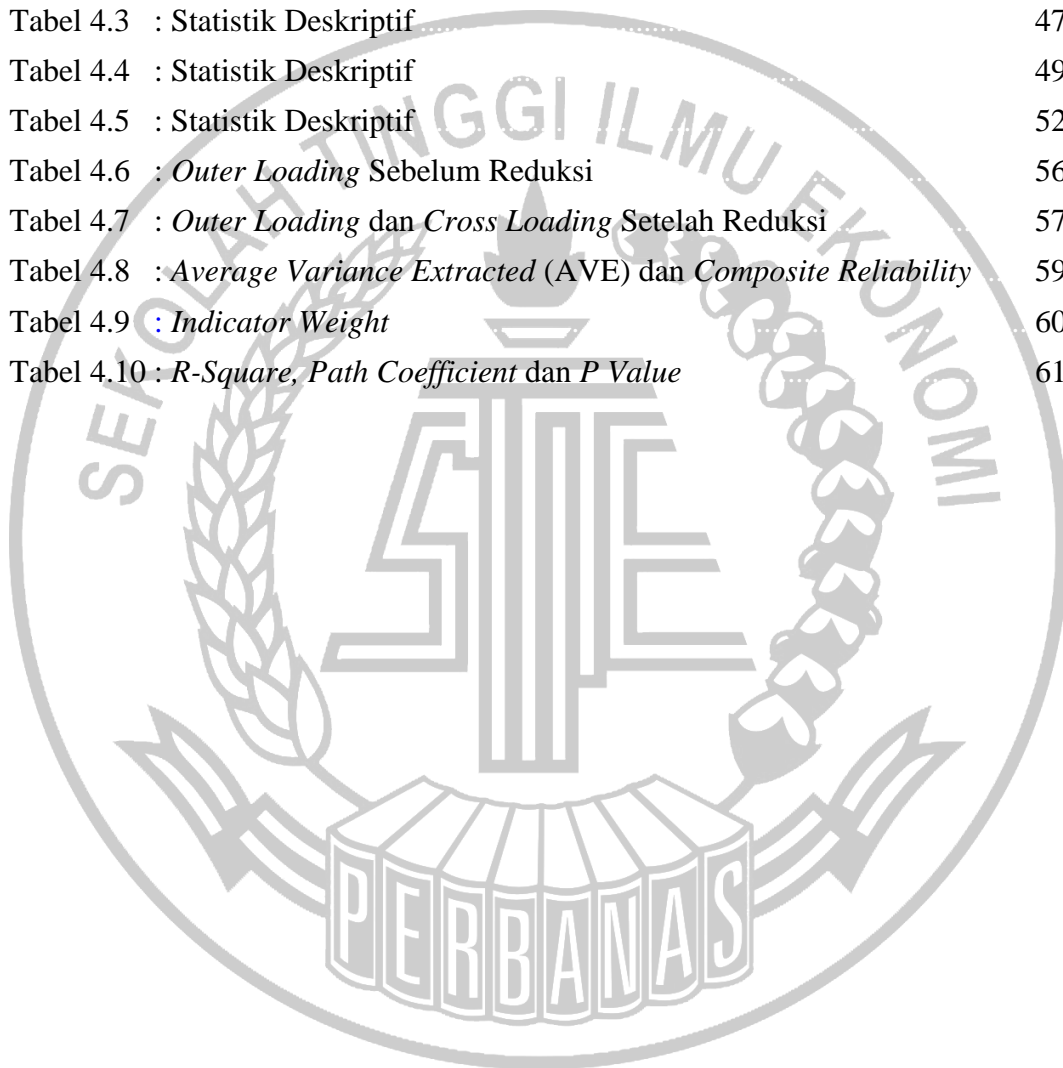 Tabel 4.3 : Statistik Deskriptif 47
Tabel 4.4 : Statistik Deskriptif 49
Tabel 4.5 : Statistik Deskriptif 52
Tabel 4.6 : Outer Loading Sebelum Reduksi 56
Tabel 4.7 : Outer Loading dan Cross Loading Setelah Reduksi 57
Tabel 4.8 : Average Variance Extracted (AVE) dan Composite Reliability 59
Tabel 4.9 : Indicator Weight 60
Tabel 4.10 : R-Square, Path Coefficient dan P Value 61
SEKOLAH TINGGI ILMU EKONOMI
STIE
PERBANAS